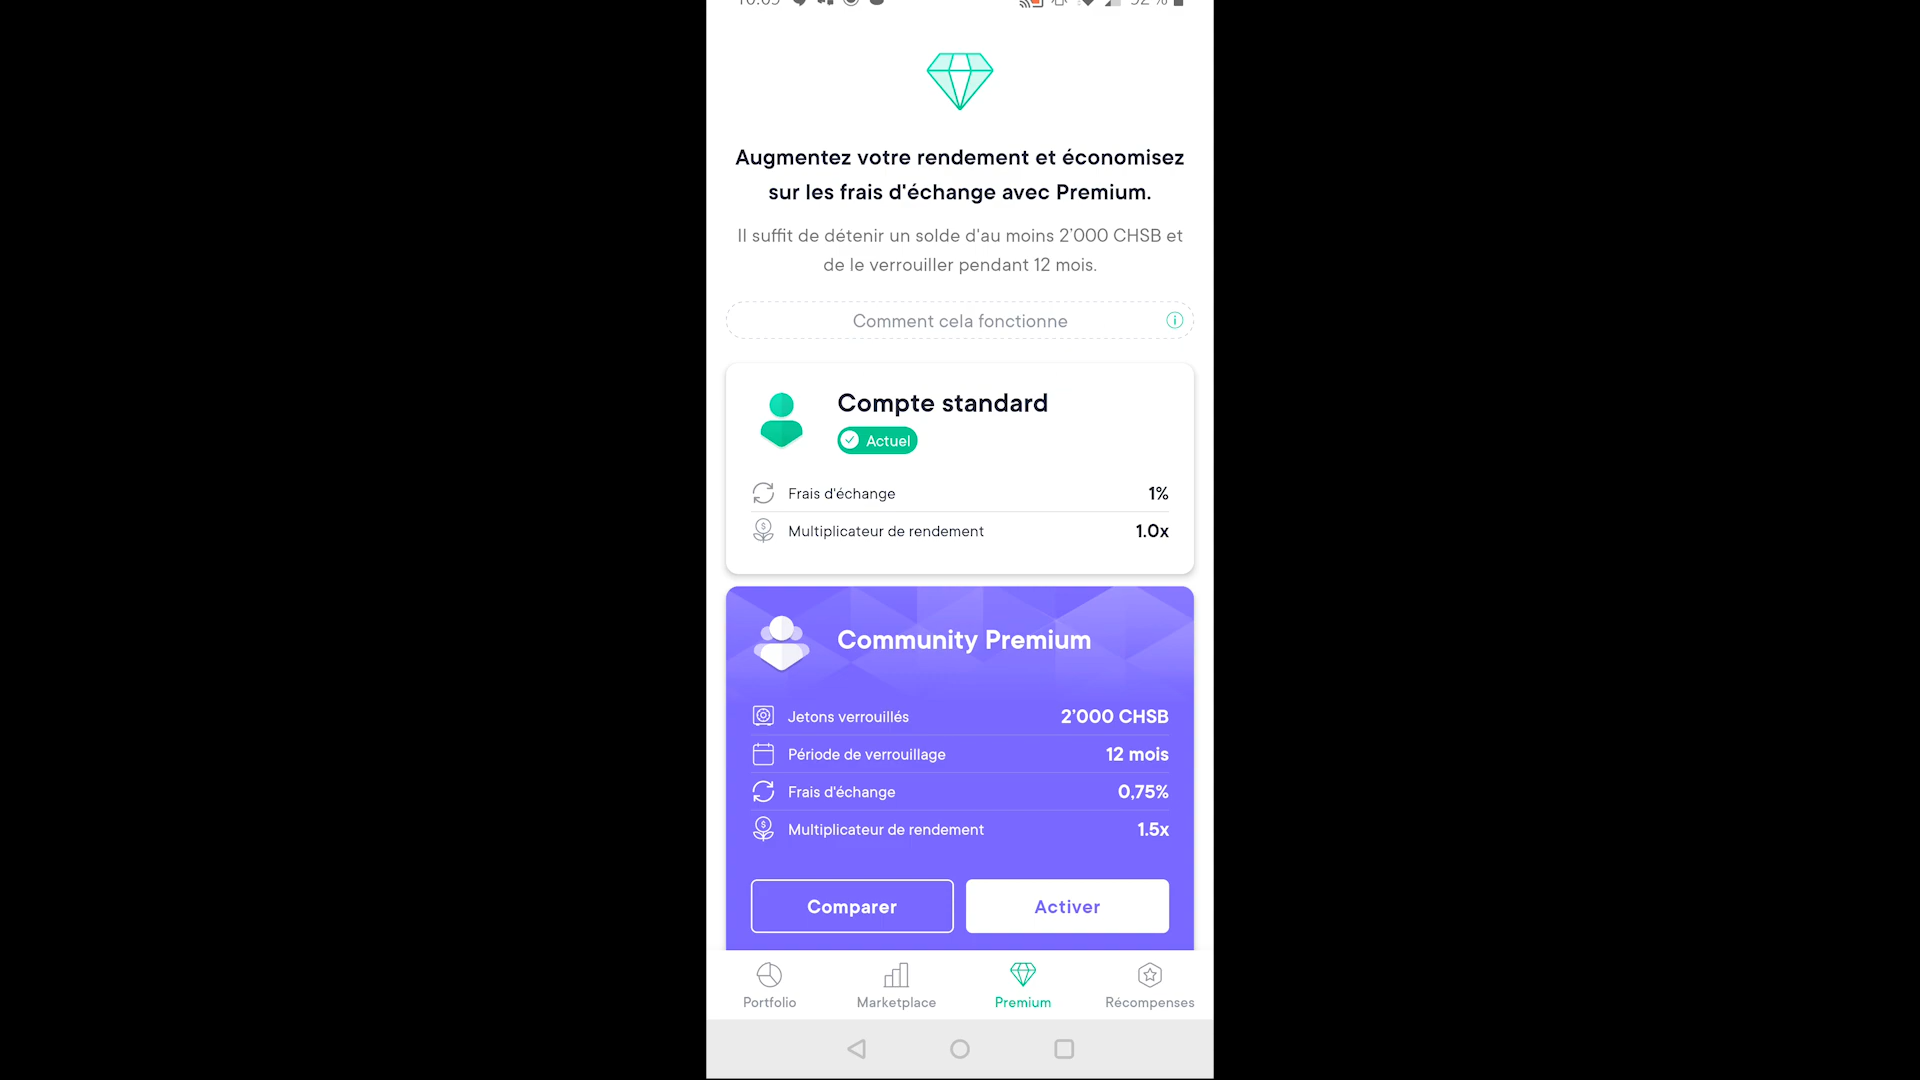 Augmentez votre rendement et économisez
sur les frais d'échange avec Premium.
Il suffit de détenir un solde d'au moins 2’000 CHSB et
de le verrouiller pendant 12 mois.
Comment cela fonctionne
Compte standard
Actuel
Frais d'échange 1%
Multiplicateur de rendement 1.0x
Community Premium
Jetons verrouillés 2’000 CHSB
Période de verrouillage 12 mois
Frais d'échange 0,75%
Multiplicateur de rendement 1.5x
Comparer Activer
Portfolio Marketplace Premium Récompenses